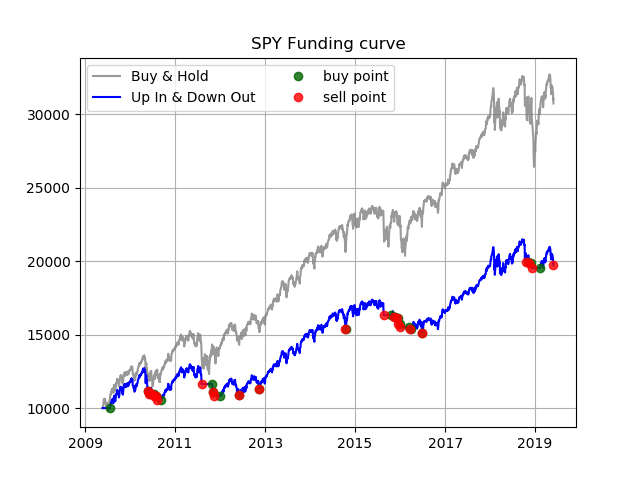 SPY Funding curve
Buy & Hold
Up In & Down Out
buy point
sell point
30000
25000
20000
15000
10000
2009 2011 2013 2015 2017 2019